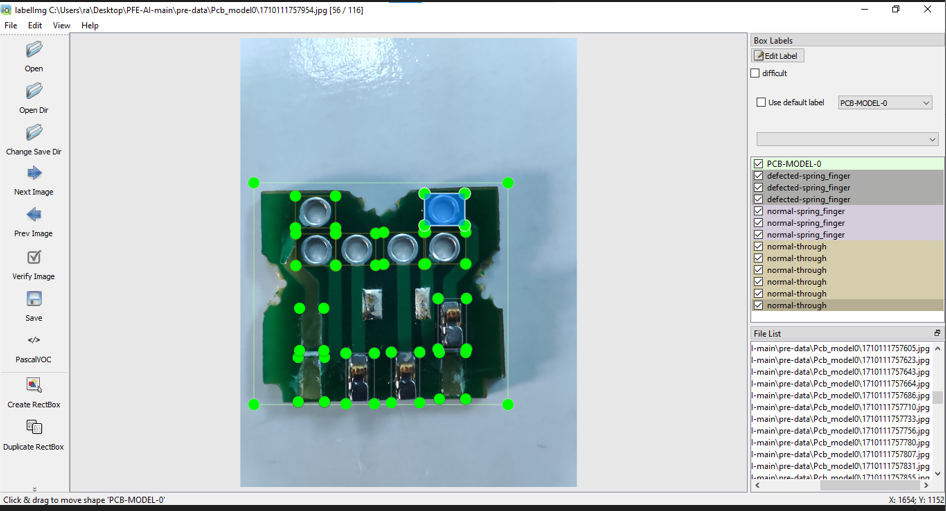 labelImg C:\Users\ra\Desktop\PFE-AI-main\pre-data\Pcb_model0\1710111757954.jpg [56 / 116]
File Edit View Help
Open
Open Dir
Change Save Dir
Next Image
Prev Image
Verify Image
Save
</>
PascalVOC
Create RectBox
Duplicate RectBox
Box Labels
Edit Label
difficult
Use default label PCB-MODEL-0
PCB-MODEL-0
defected-spring_finger
defected-spring_finger
defected-spring_finger
normal-spring_finger
normal-spring_finger
normal-spring_finger
normal-through
normal-through
normal-through
normal-through
normal-through
normal-through
File List
I-main\pre-data\Pcb_model0\1710111757605.jpg
I-main\pre-data\Pcb_model0\1710111757623.jpg
I-main\pre-data\Pcb_model0\1710111757643.jpg
I-main\pre-data\Pcb_model0\1710111757664.jpg
I-main\pre-data\Pcb_model0\1710111757686.jpg
I-main\pre-data\Pcb_model0\1710111757710.jpg
I-main\pre-data\Pcb_model0\1710111757733.jpg
I-main\pre-data\Pcb_model0\1710111757756.jpg
I-main\pre-data\Pcb_model0\1710111757780.jpg
I-main\pre-data\Pcb_model0\1710111757807.jpg
I-main\pre-data\Pcb_model0\1710111757831.jpg
I-main\pre-data\Pcb_model0\1710111757855.jpg
Click & drag to move shape 'PCB-MODEL-0'
X: 1654; Y: 1152